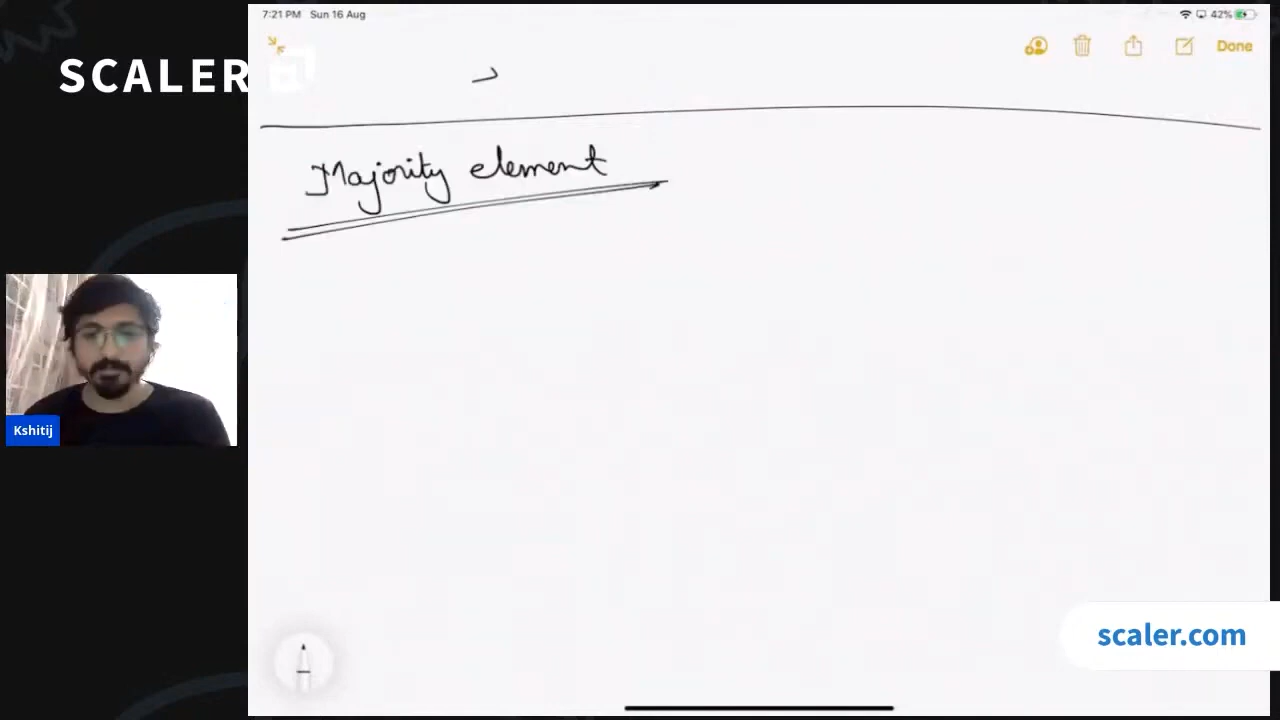 7:21 PM Sun 16 Aug
42%
SCALER
Done
Majority element
Kshitij
scaler.com